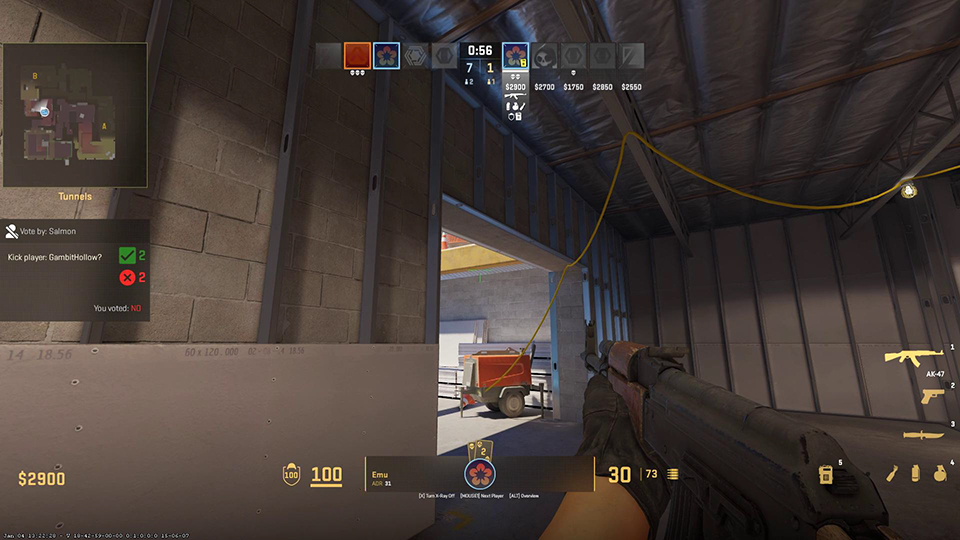 0:56
7 1
2 1
$2900 $2700 $1750 $2850 $2550
B
A
Tunnels
Vote by: Salmon
Kick player: GambitHollow? 2
2
You voted: NO
14 18.56
60 x 120
1
AK-47
2
3
4
5
$2900
100 100
Emu
ADR 31
2
30 73
[X] Turn X-Ray Off [MOUSE1] Next Player [ALT] Overview